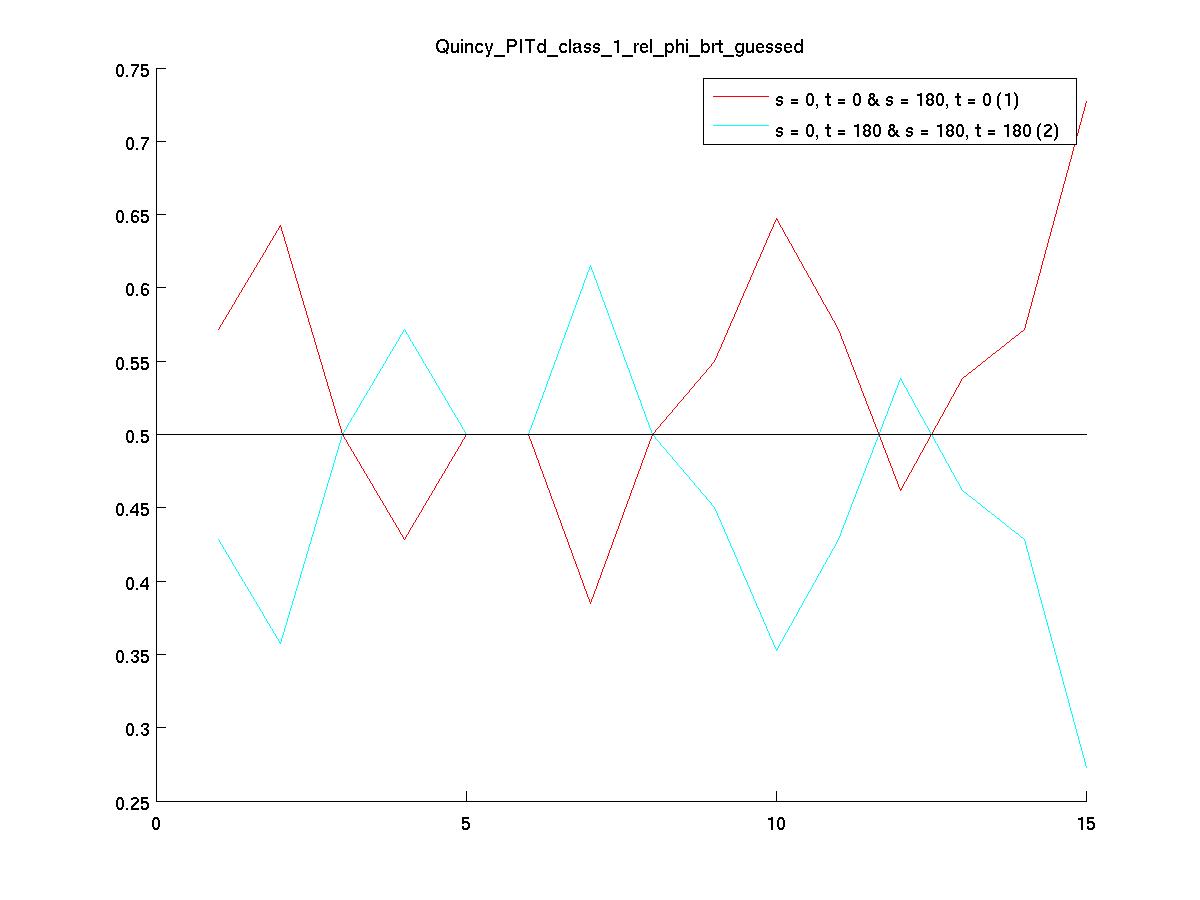 Quincy_PITd_class_1_rel_phi_brt_guessed
s = 0, t = 0 & s = 180, t = 0 (1)
s = 0, t = 180 & s = 180, t = 180 (2)
0.75
0.7
0.65
0.6
0.55
0.5
0.45
0.4
0.35
0.3
0.25
0 5 10 15